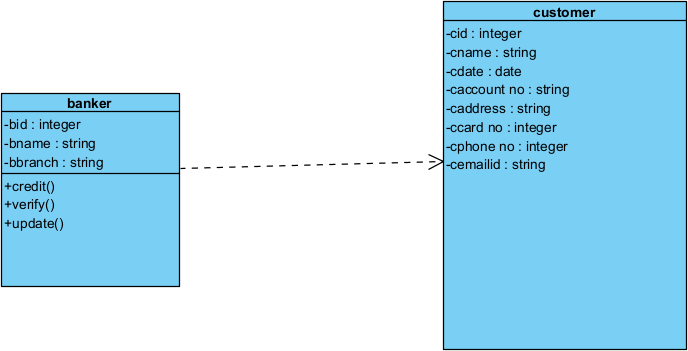 customer
-cid : integer
-cname : string
-cdate : date
-caccount no : string
-caddress : string
-ccard no : integer
-cphone no : integer
-cemailid : string
banker
-bid : integer
-bname : string
-bbranch : string
+credit()
+verify()
+update()